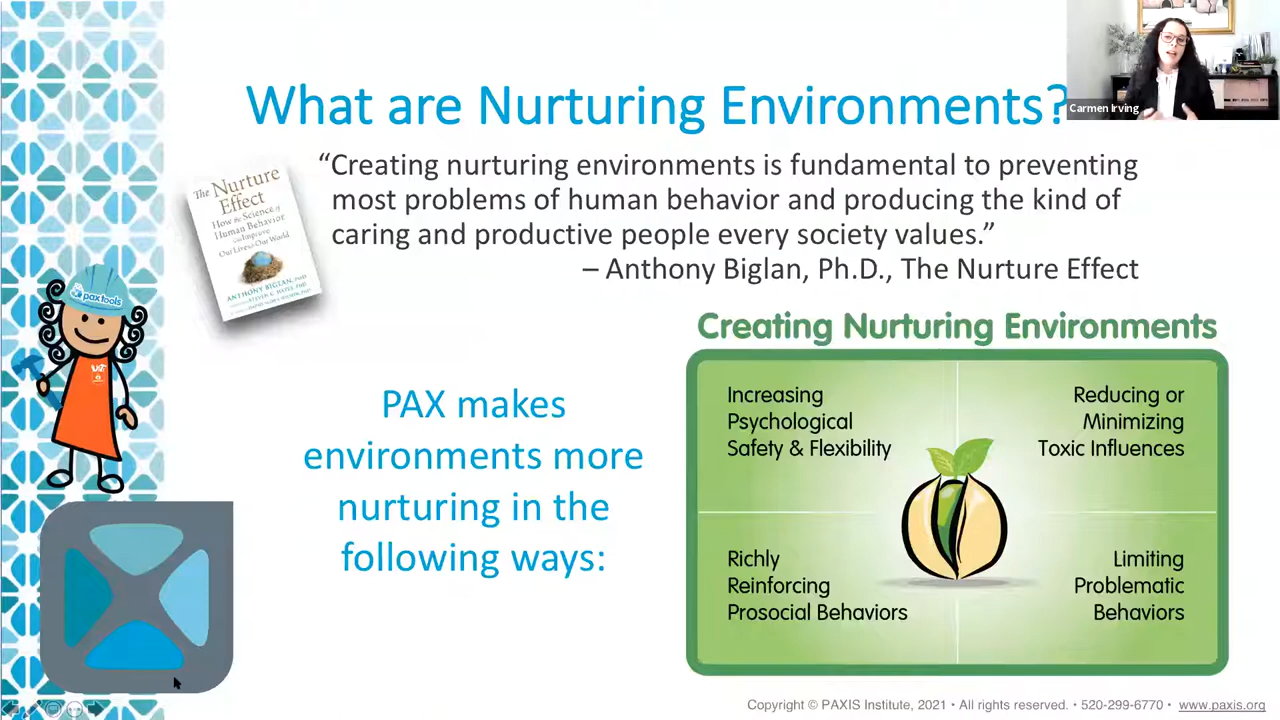 What are Nurturing Environments?
Carmen Irving
“Creating nurturing environments is fundamental to preventing
most problems of human behavior and producing the kind of
caring and productive people every society values.”
– Anthony Biglan, Ph.D., The Nurture Effect
The Nurture
Effect
How the Science of
Human Behavior
Can Improve
Our Lives & Our World
ANTHONY BIGLAN, PHD
paxtools
Creating Nurturing Environments
PAX makes
environments more
nurturing in the
following ways:
Increasing
Psychological
Safety & Flexibility
Reducing or
Minimizing
Toxic Influences
Richly
Reinforcing
Prosocial Behaviors
Limiting
Problematic
Behaviors
Copyright © PAXIS Institute, 2021 • All rights reserved. • 520-299-6770 • www.paxis.org